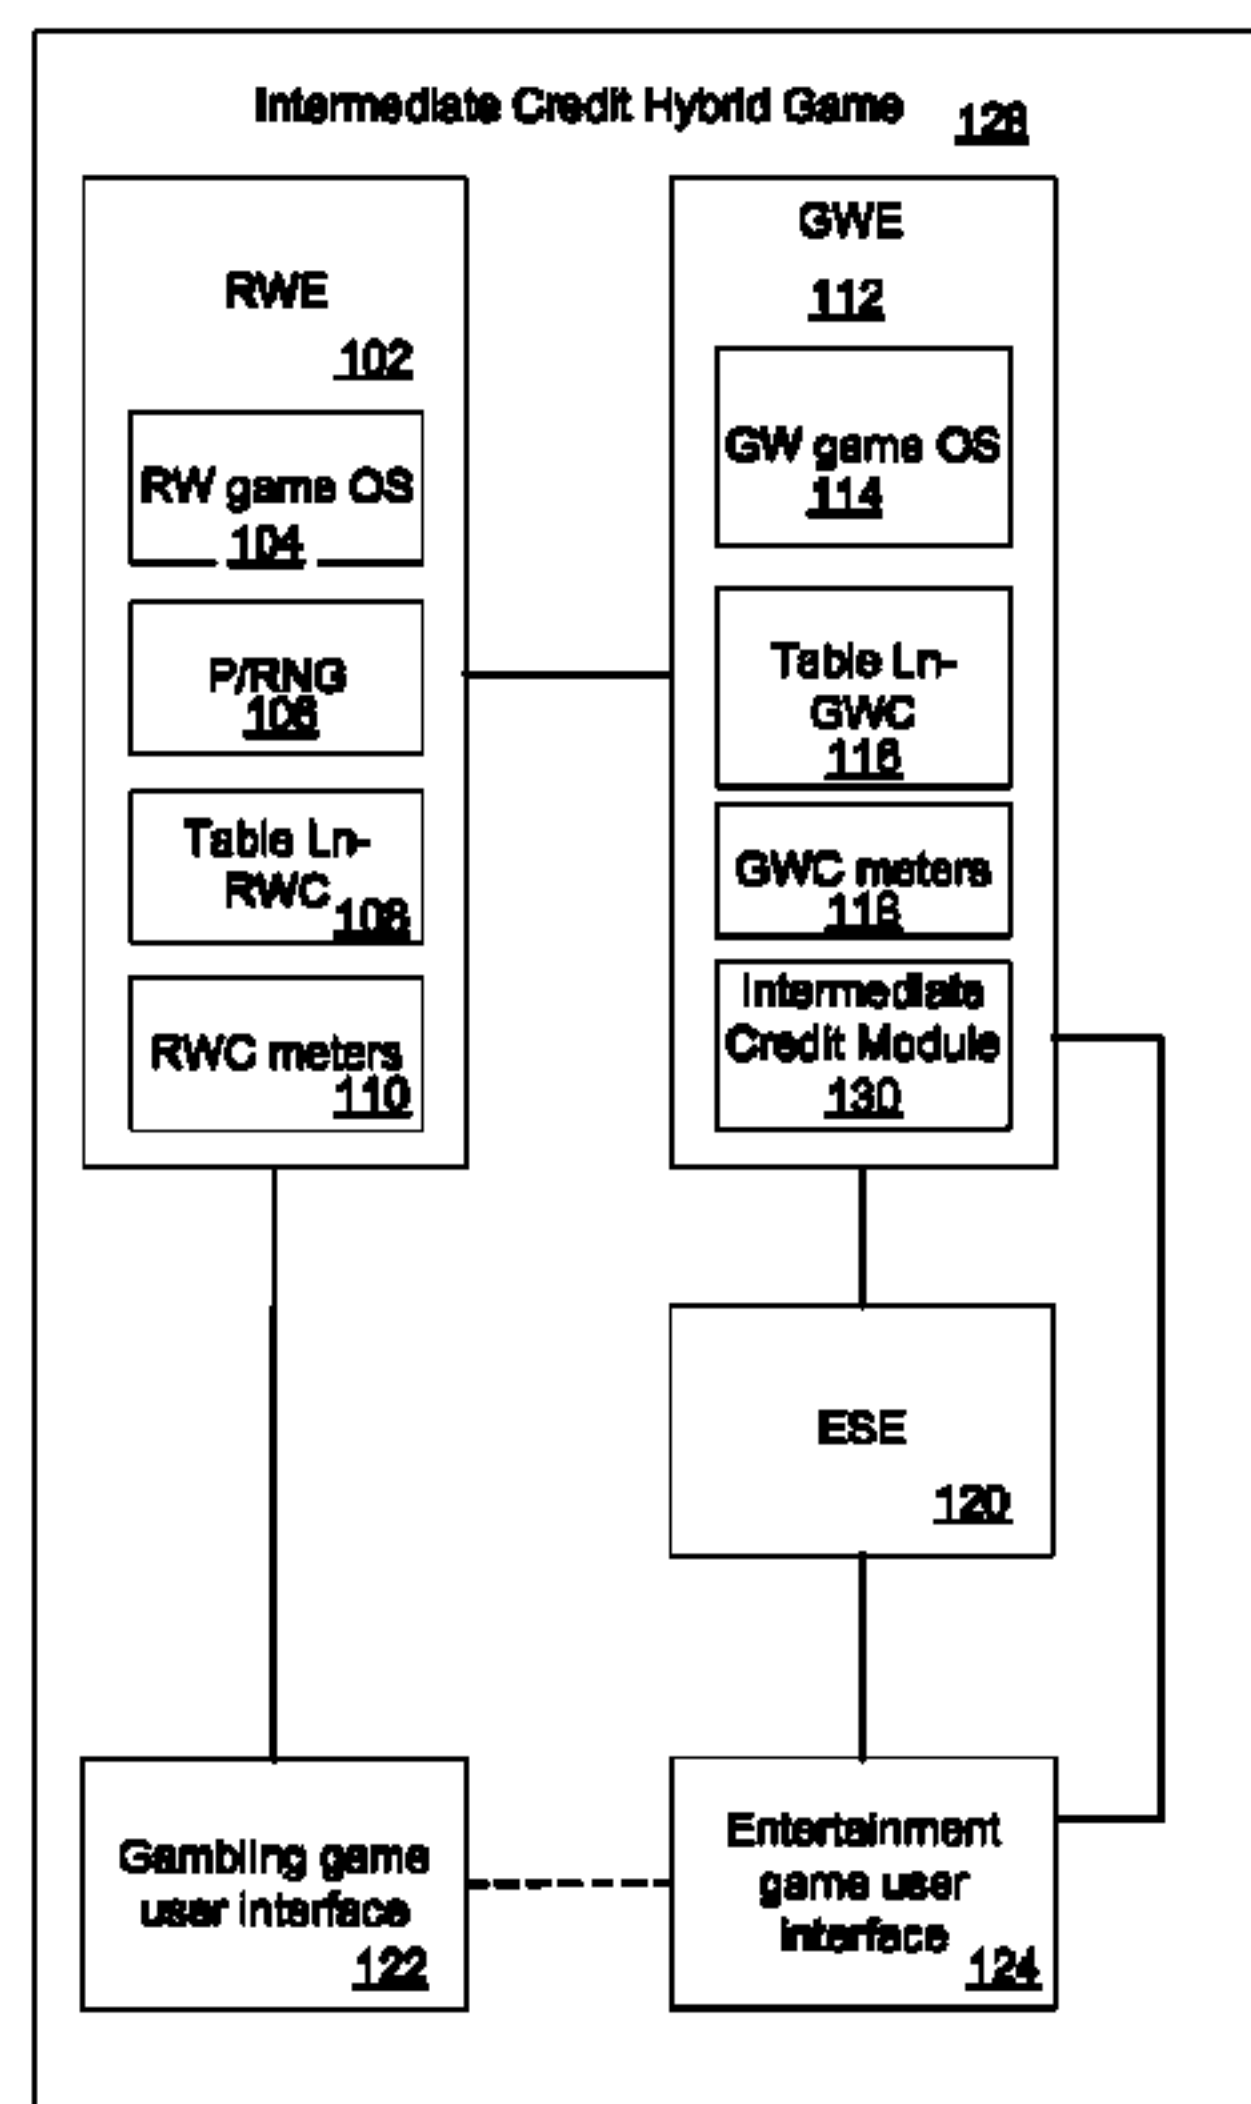 Intermediate Credit Hybrid Game
128
RWE
102
RW game OS
104
P/RNG
106
Table Ln-
RWC
108
RWC meters
110
GWE
112
GW game OS
114
Table Ln-
GWC
116
GWC meters
118
Intermediate
Credit Module
130
ESE
120
Gambling game
user interface
122
Entertainment
game user
interface
124